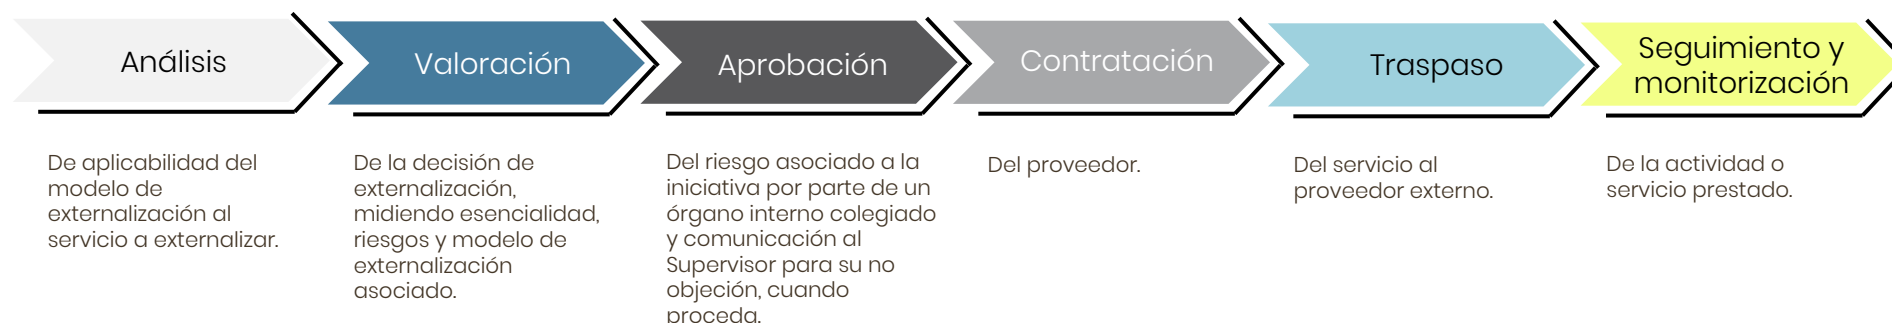 Análisis
Valoración
Aprobación
Contratación
Traspaso
Seguimiento y
monitorización
De aplicabilidad del
modelo de
externalización al
servicio a externalizar.
De la decisión de
externalización,
midiendo esencialidad,
riesgos y modelo de
externalización
asociado.
Del riesgo asociado a la
iniciativa por parte de un
órgano interno colegiado
y comunicación al
Supervisor para su no
objeción, cuando
proceda.
Del proveedor.
Del servicio al
proveedor externo.
De la actividad o
servicio prestado.